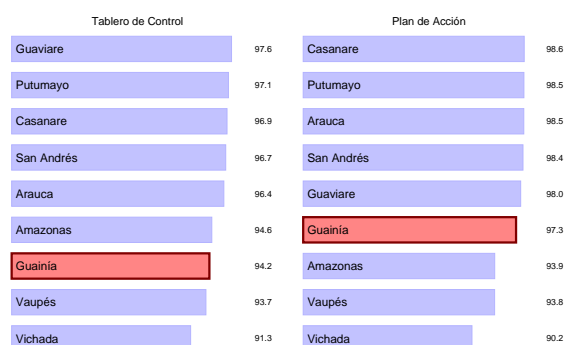 Tablero de Control
Guaviare 97.6
Putumayo 97.1
Casanare 96.9
San Andrés 96.7
Arauca 96.4
Amazonas 94.6
Guainía 94.2
Vaupés 93.7
Vichada 91.3
Plan de Acción
Casanare 98.6
Putumayo 98.5
Arauca 98.5
San Andrés 98.4
Guaviare 98.0
Guainía 97.3
Amazonas 93.9
Vaupés 93.8
Vichada 90.2